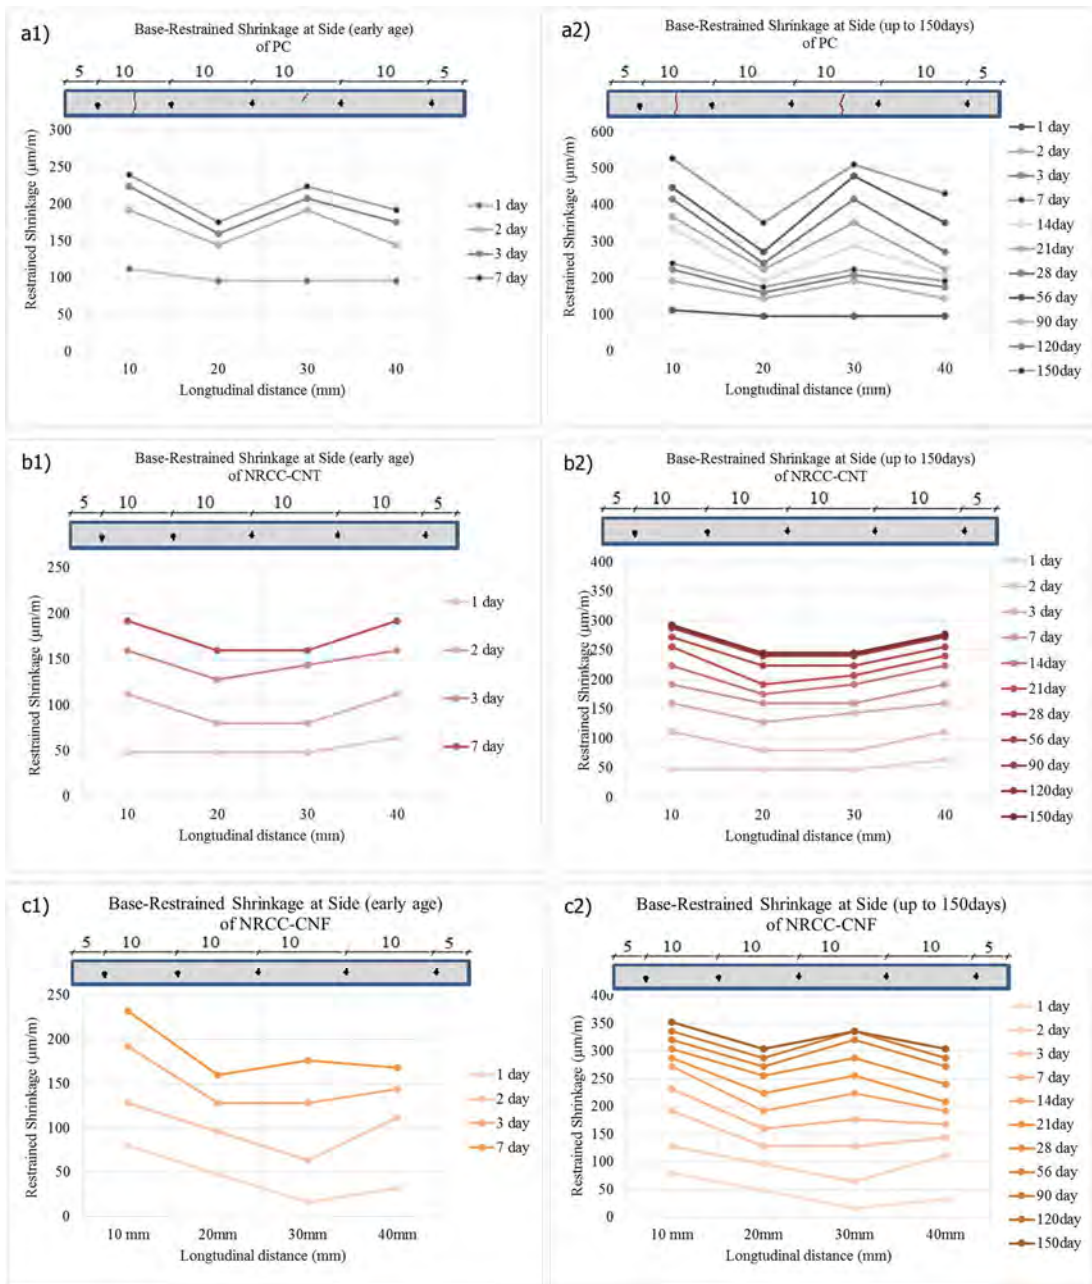 a1)
Base-Restrained Shrinkage at Side (early age)
of PC
5 10 10 10 10 5
Restrained Shrinkage (µm/m)
300
250
200
150
100
50
0
10 20 30 40
Longtudinal distance (mm)
1 day
2 day
3 day
7 day
a2)
Base-Restrained Shrinkage at Side (up to 150days)
of PC
5 10 10 10 10 5
Restrained Shrinkage (µm/m)
600
500
400
300
200
100
0
10 20 30 40
Longtudinal distance (mm)
1 day
2 day
3 day
7 day
14day
21day
28 day
56 day
90 day
120day
150day
b1)
Base-Restrained Shrinkage at Side (early age)
of NRCC-CNT
5 10 10 10 10 5
Restrained Shrinkage (µm/m)
250
200
150
100
50
0
10 20 30 40
Longtudinal distance (mm)
1 day
2 day
3 day
7 day
b2)
Base-Restrained Shrinkage at Side (up to 150days)
of NRCC-CNT
5 10 10 10 10 5
Restrained Shrinkage (µm/m)
400
350
300
250
200
150
100
50
0
10 20 30 40
Longtudinal distance (mm)
1 day
2 day
3 day
7 day
14day
21day
28 day
56 day
90 day
120day
150day
c1)
Base-Restrained Shrinkage at Side (early age)
of NRCC-CNF
5 10 10 10 10 5
Restrained Shrinkage (µm/m)
250
200
150
100
50
0
10 mm 20mm 30mm 40mm
Longtudinal distance (mm)
1 day
2 day
3 day
7 day
c2)
Base-Restrained Shrinkage at Side (up to 150days)
of NRCC-CNF
5 10 10 10 10 5
Restrained Shrinkage (µm/m)
400
350
300
250
200
150
100
50
0
10 mm 20mm 30mm 40mm
Longtudinal distance (mm)
1 day
2 day
3 day
7 day
14day
21day
28 day
56 day
90 day
120day
150day